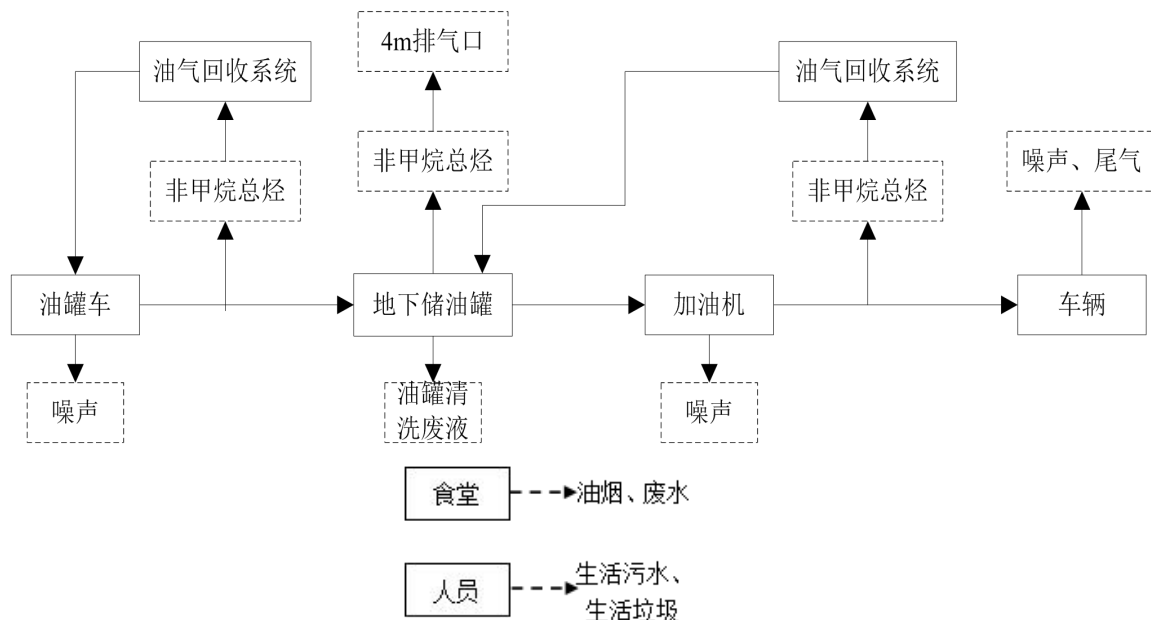 4m排气口
油气回收系统
油气回收系统
非甲烷总烃
非甲烷总烃
非甲烷总烃
噪声、尾气
油罐车
地下储油罐
加油机
车辆
噪声
油罐清
洗废液
噪声
食堂
油烟、废水
人员
生活污水、
生活垃圾